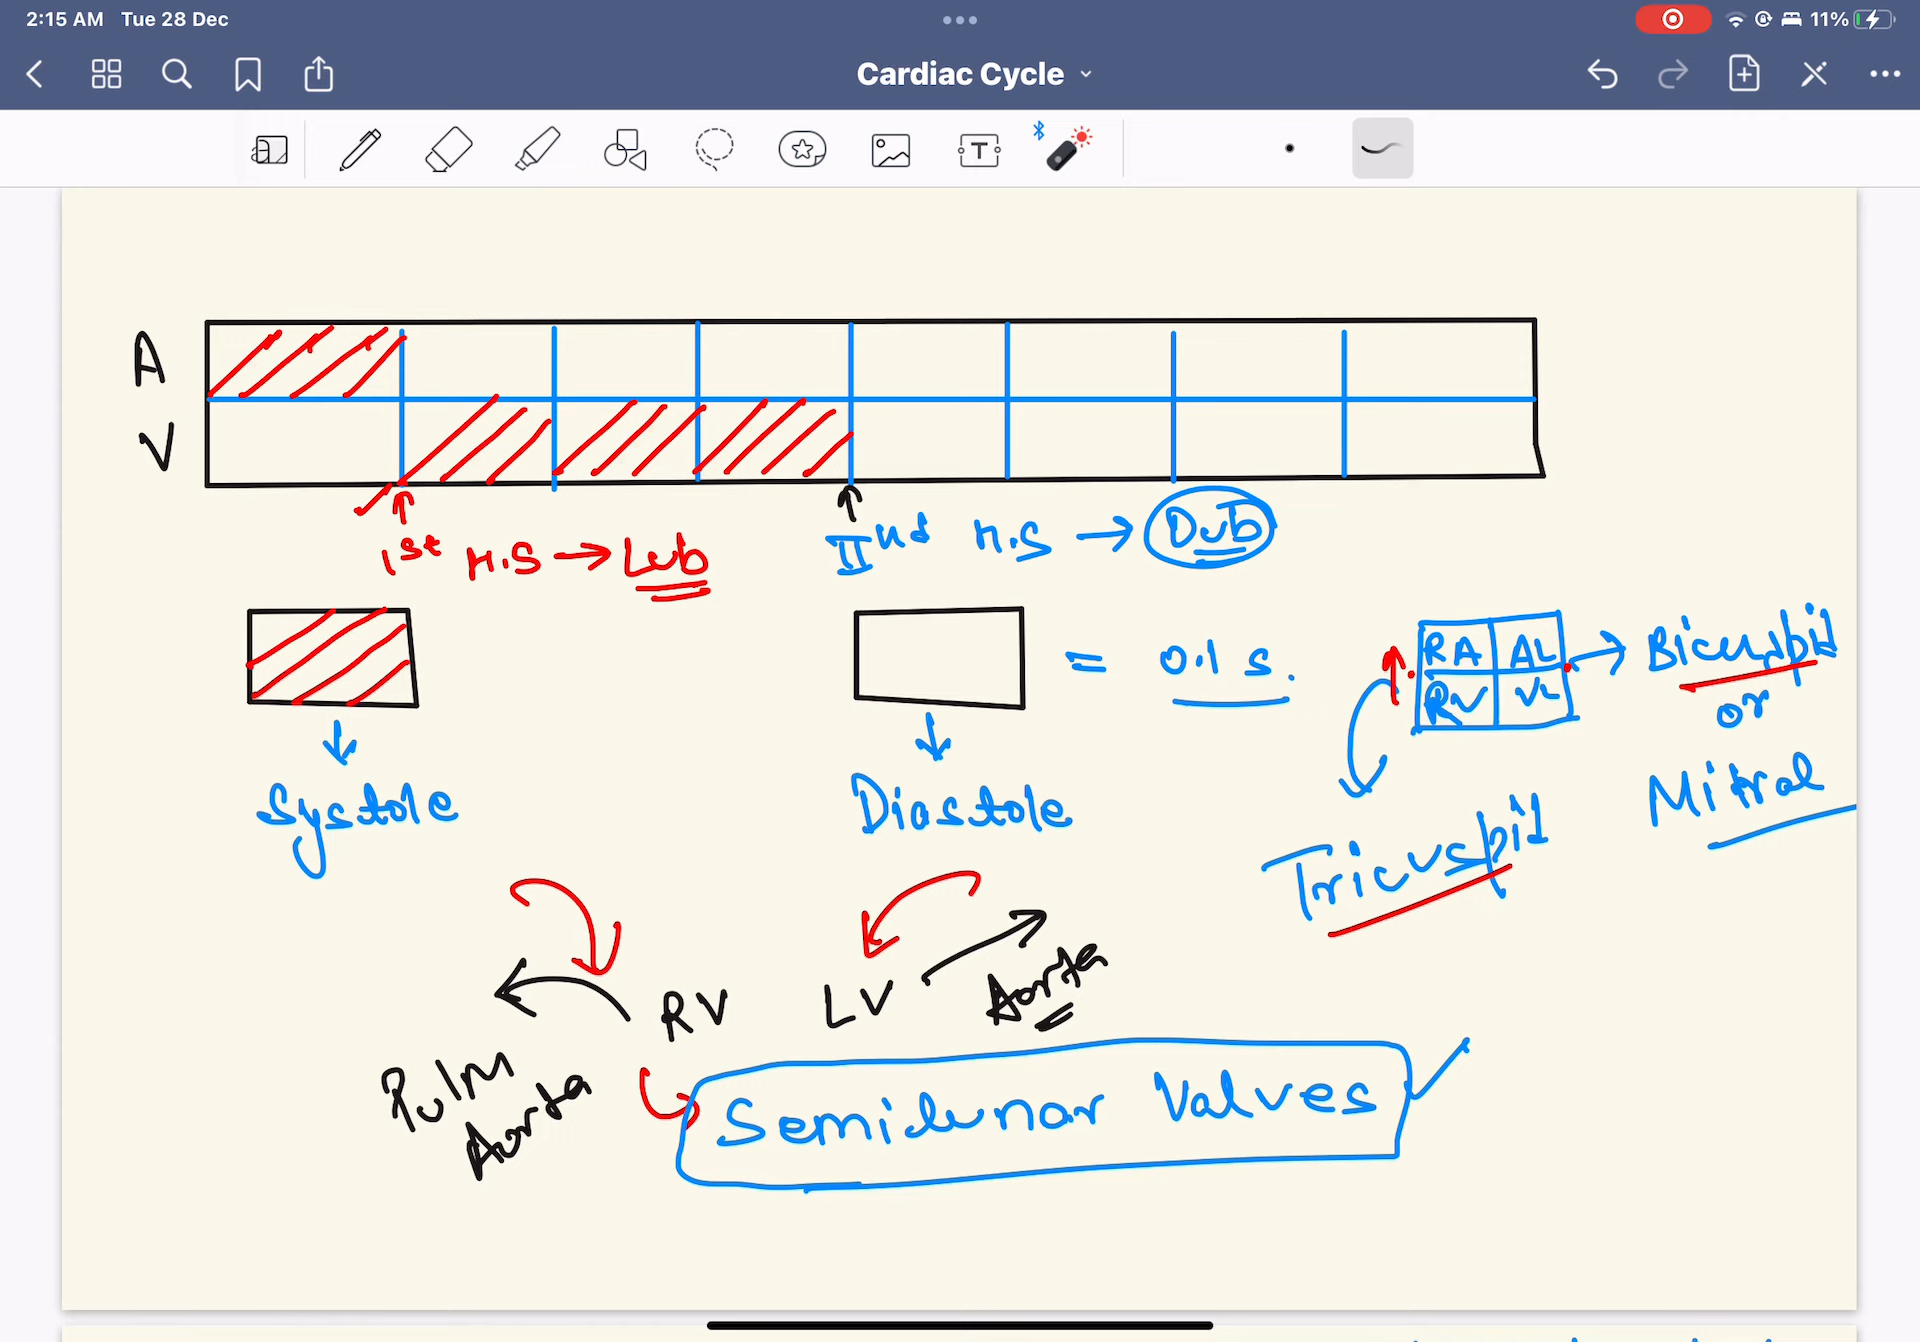 2:15 AM Tue 28 Dec
11%
Cardiac Cycle
T
A
V
1st H.S → Lub
IInd H.S → Dub
= 0.1 s.
RA AL → Bicuspid
RV VL
or
Mitral
Systole
Diastole
Tricuspid
RV LV Aorta
Pulm
Aorta
Semilunar Valves